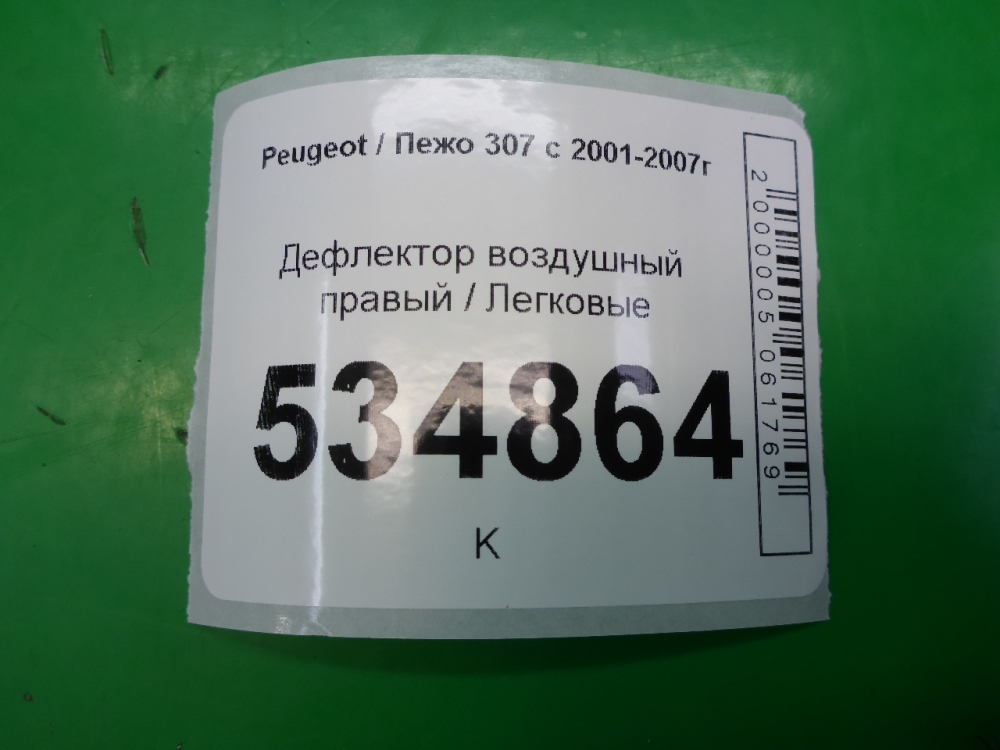 Peugeot / Пежо 307 с 2001-2007г
Дефлектор воздушный
правый / Легковые
534864
К
2000005061769